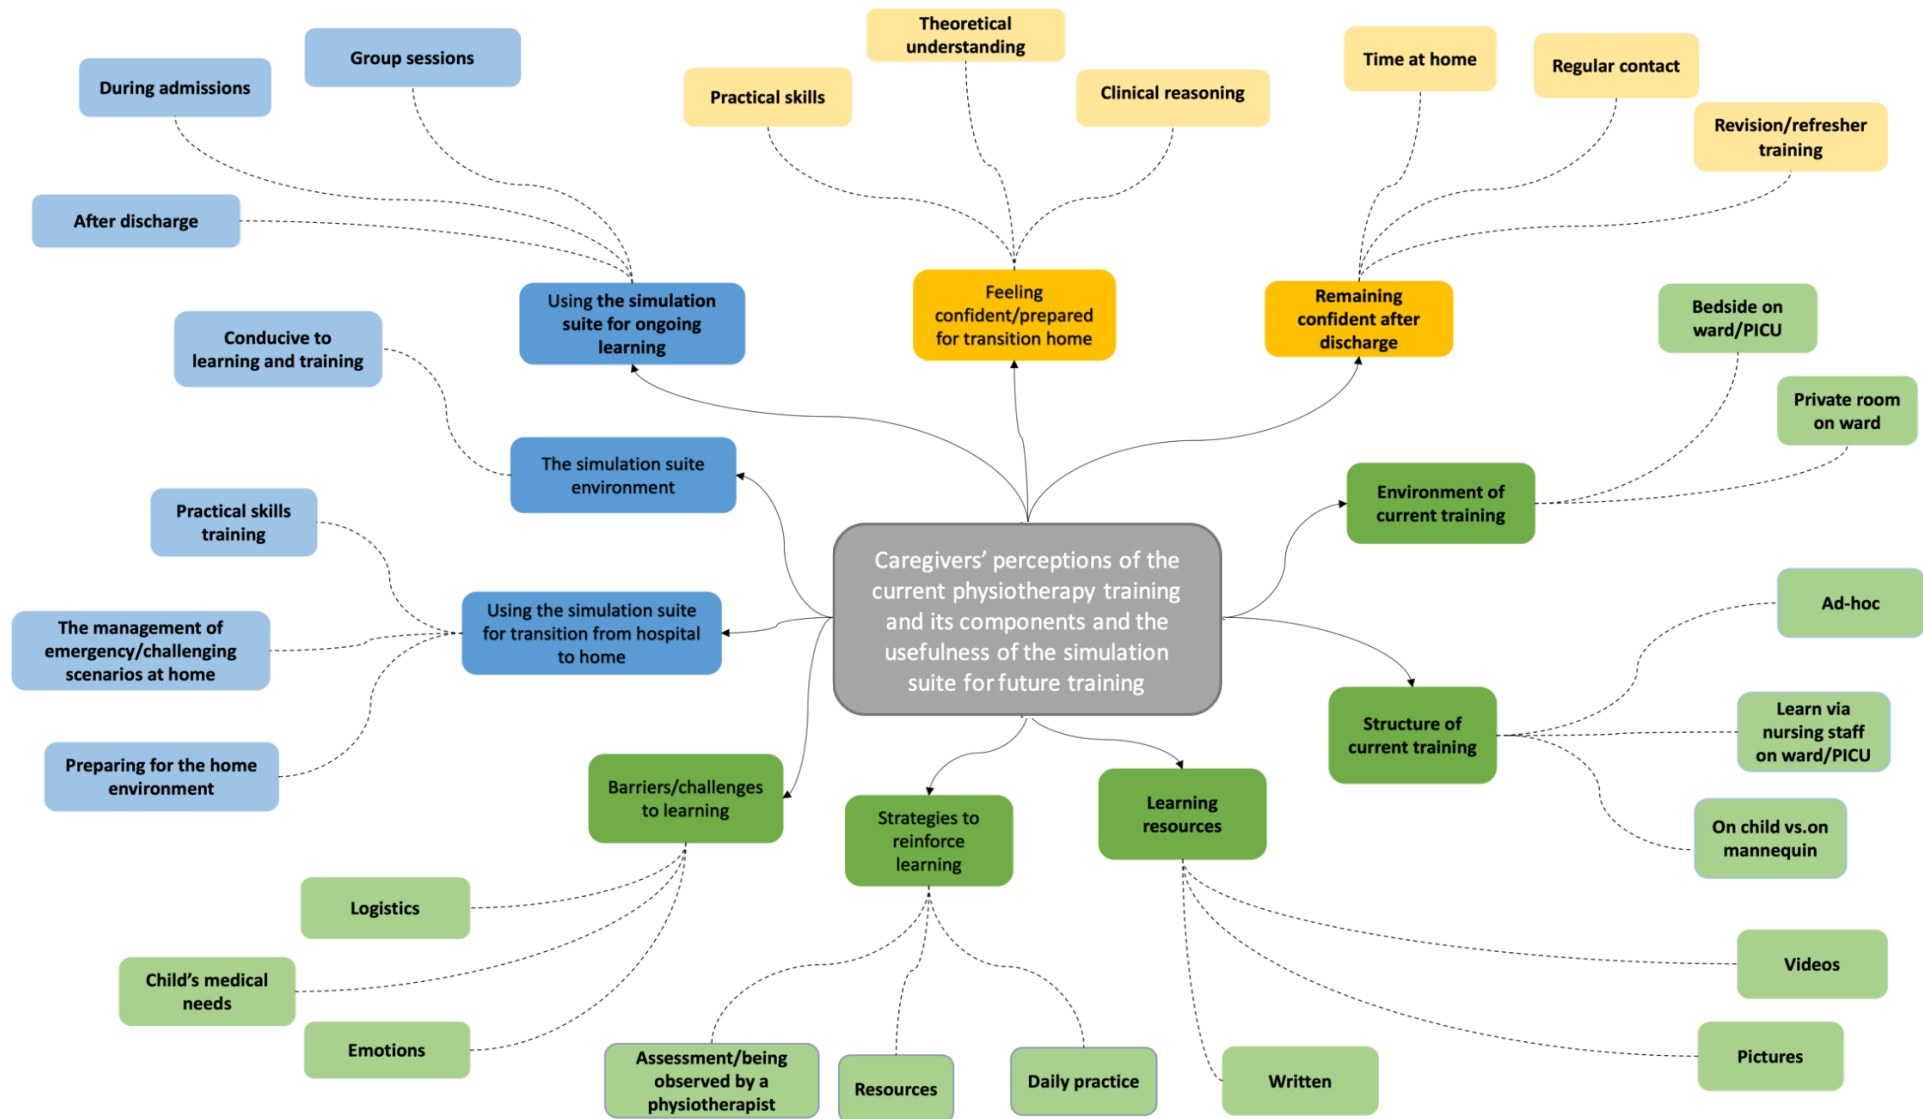 Theoretical
understanding
Group sessions
Time at home
Regular contact
During admissions
Practical skills
Clinical reasoning
Revision/refresher
training
After discharge
Using the simulation
suite for ongoing
learning
Feeling
confident/prepared
for transition home
Remaining
confident after
discharge
Bedside on
ward/PICU
Conducive to
learning and training
Private room
on ward
The simulation suite
environment
Environment of
current training
Practical skills
training
Caregivers’ perceptions of the
current physiotherapy training
and its components and the
usefulness of the simulation
suite for future training
Ad-hoc
The management of
emergency/challenging
scenarios at home
Using the simulation suite
for transition from hospital
to home
Structure of
current training
Learn via
nursing staff
on ward/PICU
Preparing for the home
environment
Barriers/challenges
to learning
Strategies to
reinforce
learning
Learning
resources
On child vs.on
mannequin
Logistics
Child’s medical
needs
Emotions
Videos
Pictures
Assessment/being
observed by a
physiotherapist
Resources
Daily practice
Written